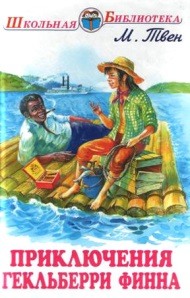 Школьная Библиотека
М. Твен
ПРИКЛЮЧЕНИЯ
ГЕКЛЬБЕРРИ ФИННА